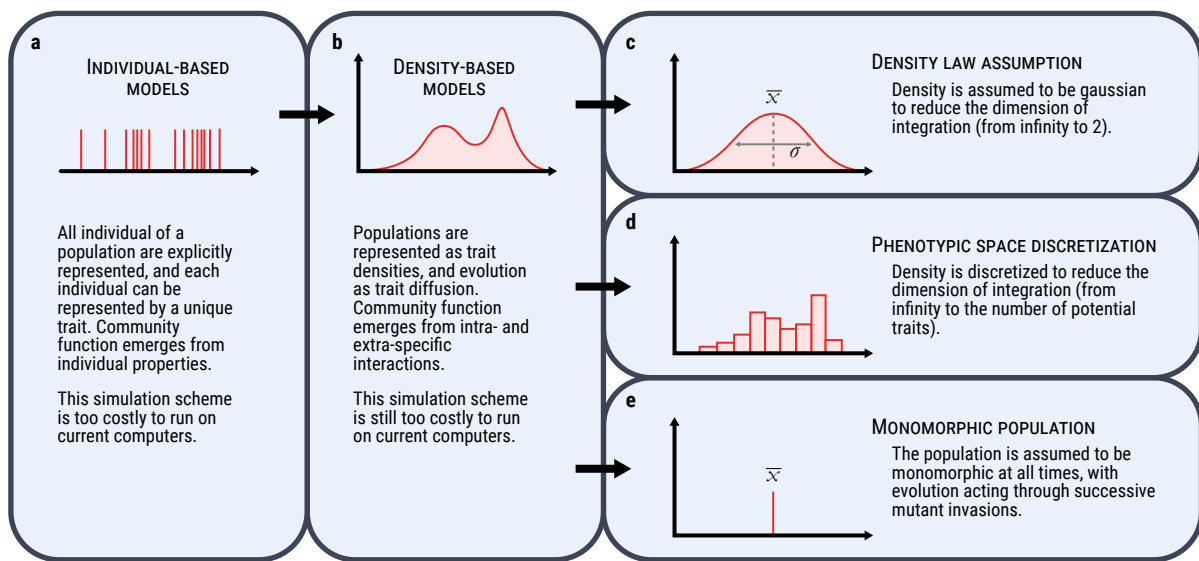 a
INDIVIDUAL-BASED
MODELS
All individual of a
population are explicitly
represented, and each
individual can be
represented by a unique
trait. Community
function emerges from
individual properties.
This simulation scheme
is too costly to run on
current computers.
b
DENSITY-BASED
MODELS
Populations are
represented as trait
densities, and evolution
as trait diffusion.
Community function
emerges from intra- and
extra-specific
interactions.
This simulation scheme
is still too costly to run
on current computers.
c
x̅
σ
DENSITY LAW ASSUMPTION
Density is assumed to be gaussian
to reduce the dimension of
integration (from infinity to 2).
d
PHENOTYPIC SPACE DISCRETIZATION
Density is discretized to reduce the
dimension of integration (from
infinity to the number of potential
traits).
e
x̅
MONOMORPHIC POPULATION
The population is assumed to be
monomorphic at all times, with
evolution acting through successive
mutant invasions.